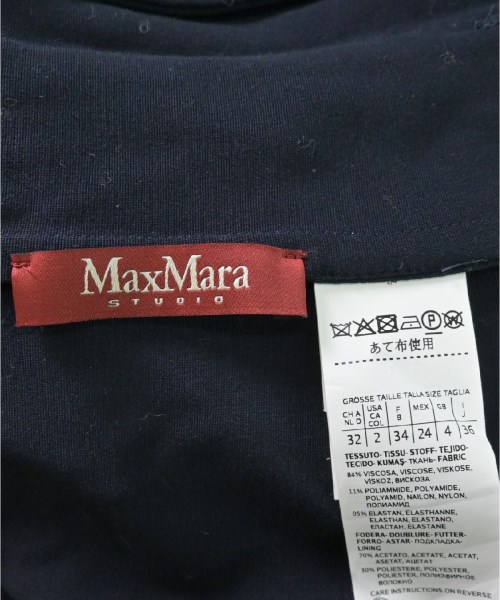 MaxMara
STUDIO
あて布使用
GRÖSSE TAILLE TALLA SIZE TAGLIA
CH A NL D
USA CA COL
F B
MEX
GB
I J
32 2 34 24 4 36
TESSUTO- TISSU- STOFF- TEJIDO-
TECIDO- KUMAŞ- ТКАНЬ- FABRIC
84% VISCOSA, VISCOSE, VISKOSE,
VİSKOZ, ВИСКОЗА
11% POLIAMMIDE, POLYAMIDE,
POLYAMID, NAILON, NYLON,
ПОЛИАМИД
05% ELASTAN, ELASTHANNE,
ELASTHAN, ELASTANO,
FODERA- DOUBLURE- FUTTER-
FORRO- ASTAR- ПОДКЛАДКА-
LINING
70% ACETATO, ACETATE, ACETAT,
ASETAT, АЦЕТАТ
30% POLIESTERE, POLYESTER,
POLIESTER, ПОЛИЭФИРНОЕ
ВОЛОКНО
CARE INSTRUCTIONS ON REVERSE